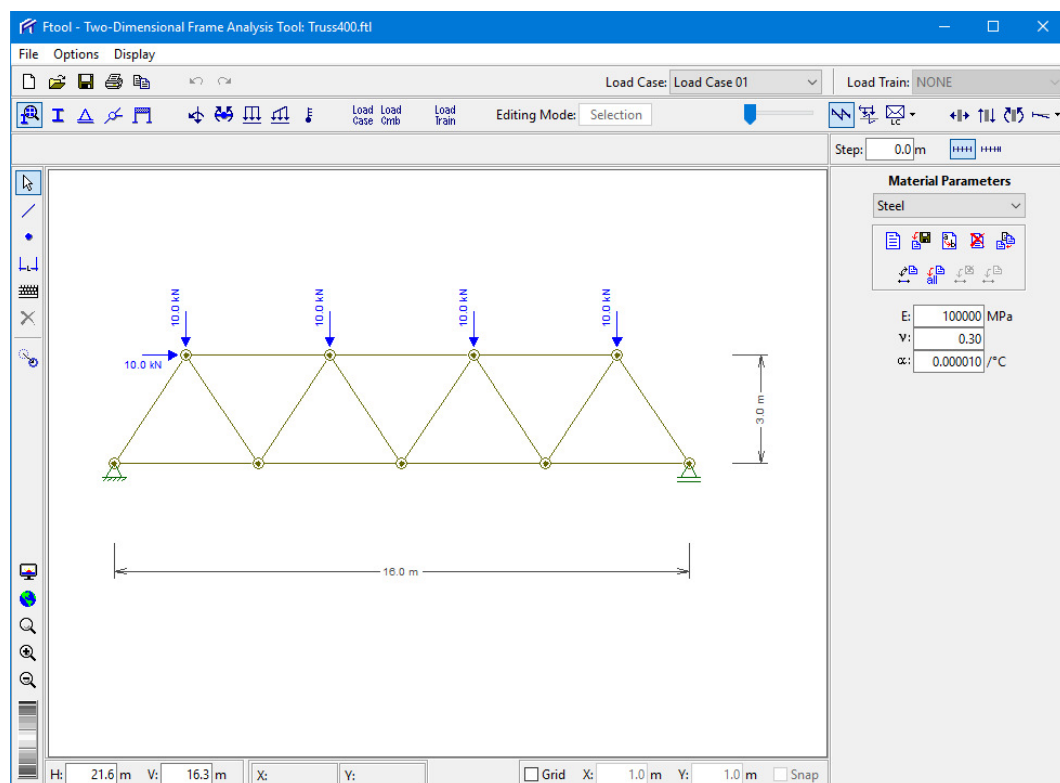 Ftool - Two-Dimensional Frame Analysis Tool: Truss400.ftl
File Options Display
Load Case: Load Case 01 Load Train: NONE
Load Case Load Cmb Load Train Editing Mode: Selection LC
Step: 0.0 m
Material Parameters
Steel
all
E: 100000 MPa
ν: 0.30
α: 0.000010 /°C
10.0 kN 10.0 kN 10.0 kN 10.0 kN
10.0 kN
3.0 m
16.0 m
H: 21.6 m V: 16.3 m X: Y: Grid X: 1.0 m Y: 1.0 m Snap